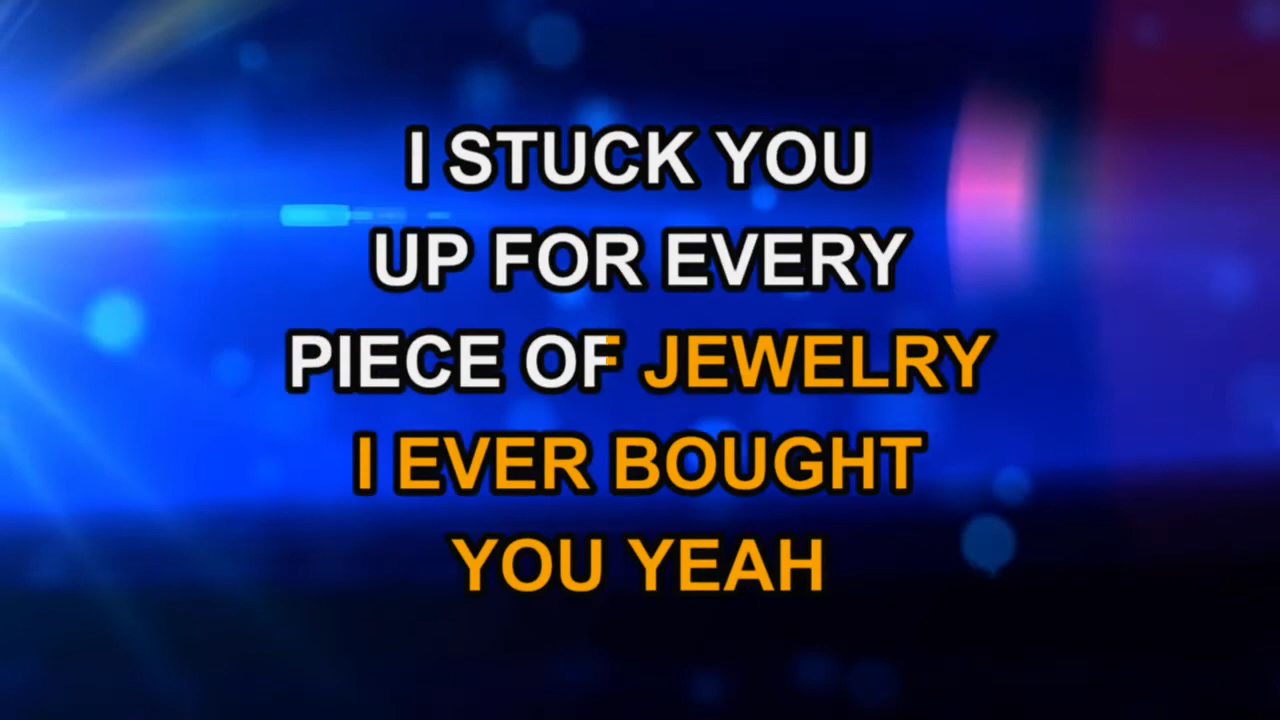 I STUCK YOU
UP FOR EVERY
PIECE OF JEWELRY
I EVER BOUGHT
YOU YEAH